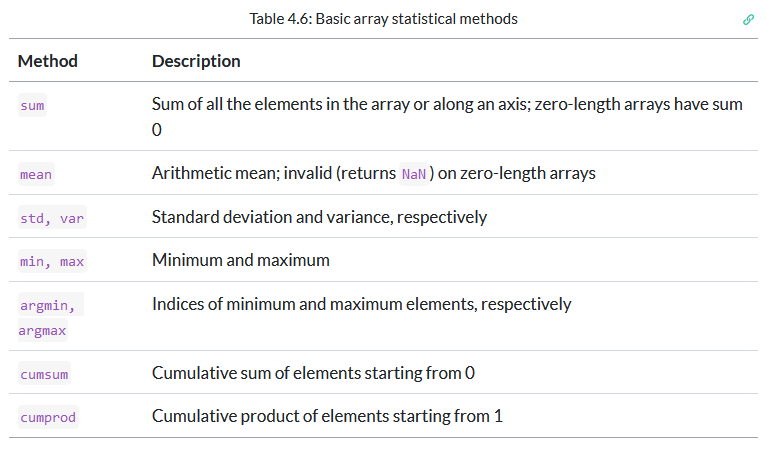 Table 4.6: Basic array statistical methods
Method Description
sum Sum of all the elements in the array or along an axis; zero-length arrays have sum
0
mean Arithmetic mean; invalid (returns NaN) on zero-length arrays
std, var Standard deviation and variance, respectively
min, max Minimum and maximum
argmin, Indices of minimum and maximum elements, respectively
argmax
cumsum Cumulative sum of elements starting from 0
cumprod Cumulative product of elements starting from 1